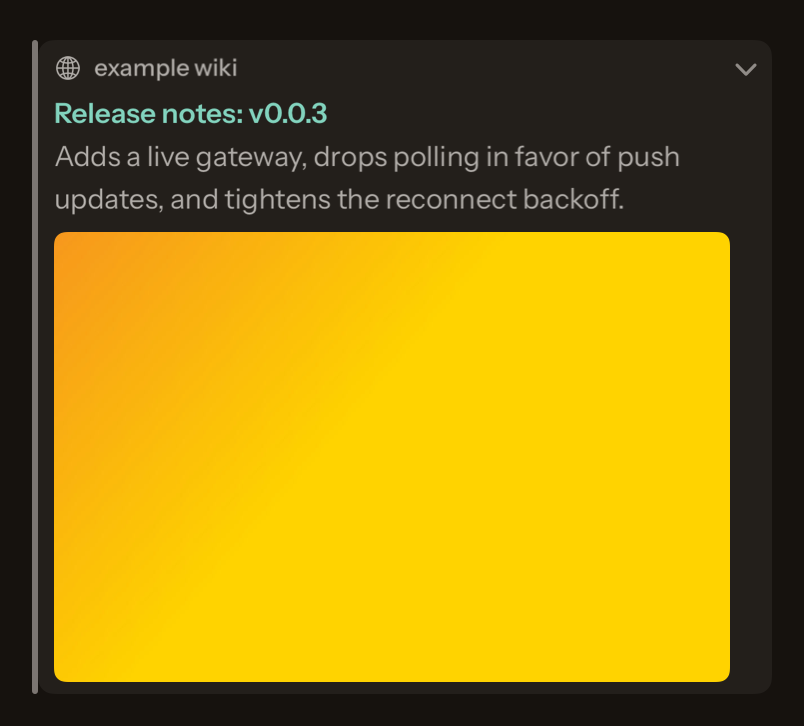 example wiki
Release notes: v0.0.3
Adds a live gateway, drops polling in favor of push
updates, and tightens the reconnect backoff.